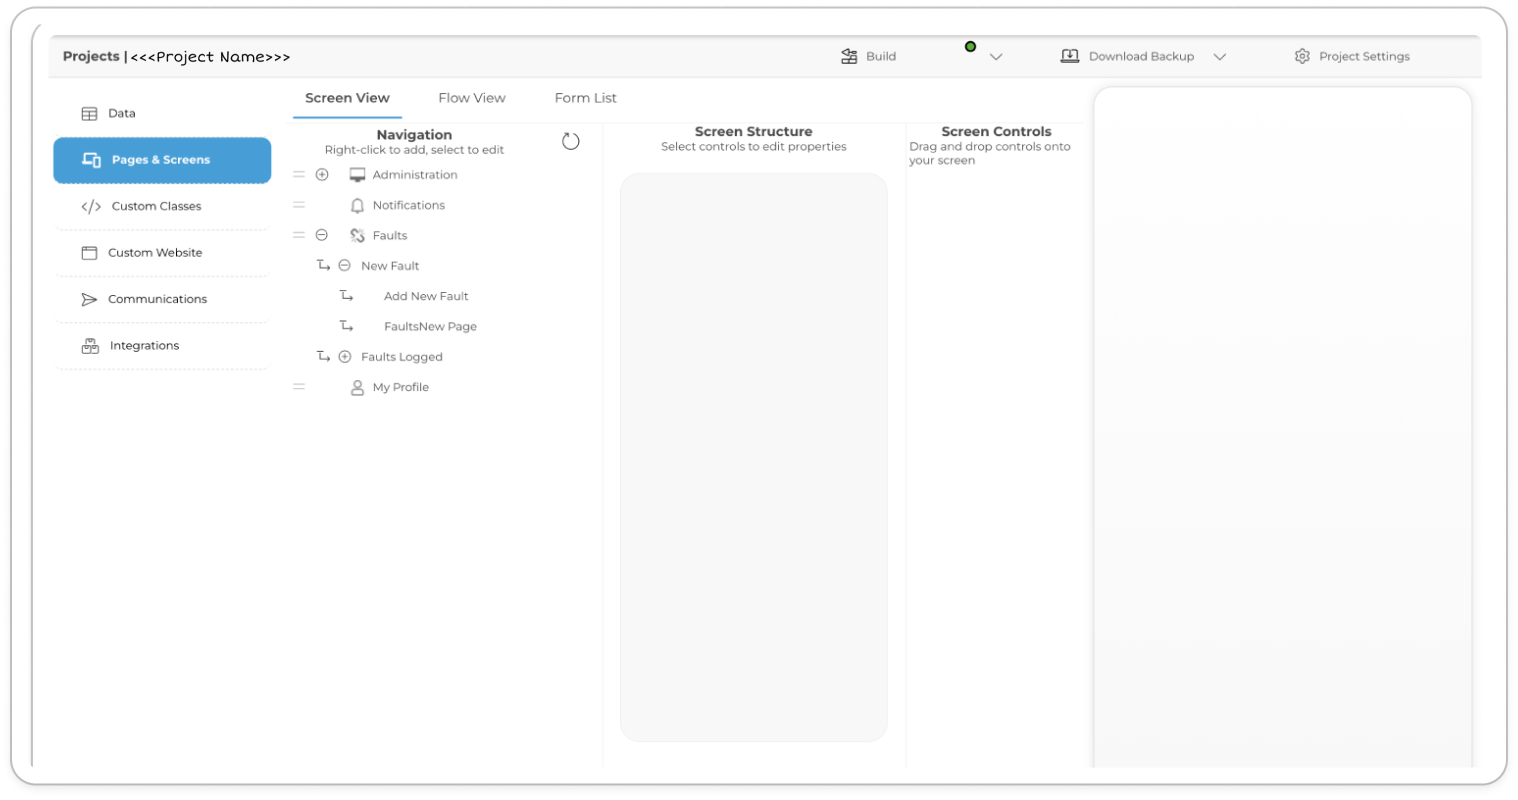 Projects | <<<Project Name>>>
Build
Download Backup
Project Settings
Data
Pages & Screens
Custom Classes
Custom Website
Communications
Integrations
Screen View
Flow View
Form List
Navigation
Right-click to add, select to edit
Administration
Notifications
Faults
New Fault
Add New Fault
FaultsNew Page
Faults Logged
My Profile
Screen Structure
Select controls to edit properties
Screen Controls
Drag and drop controls onto
your screen